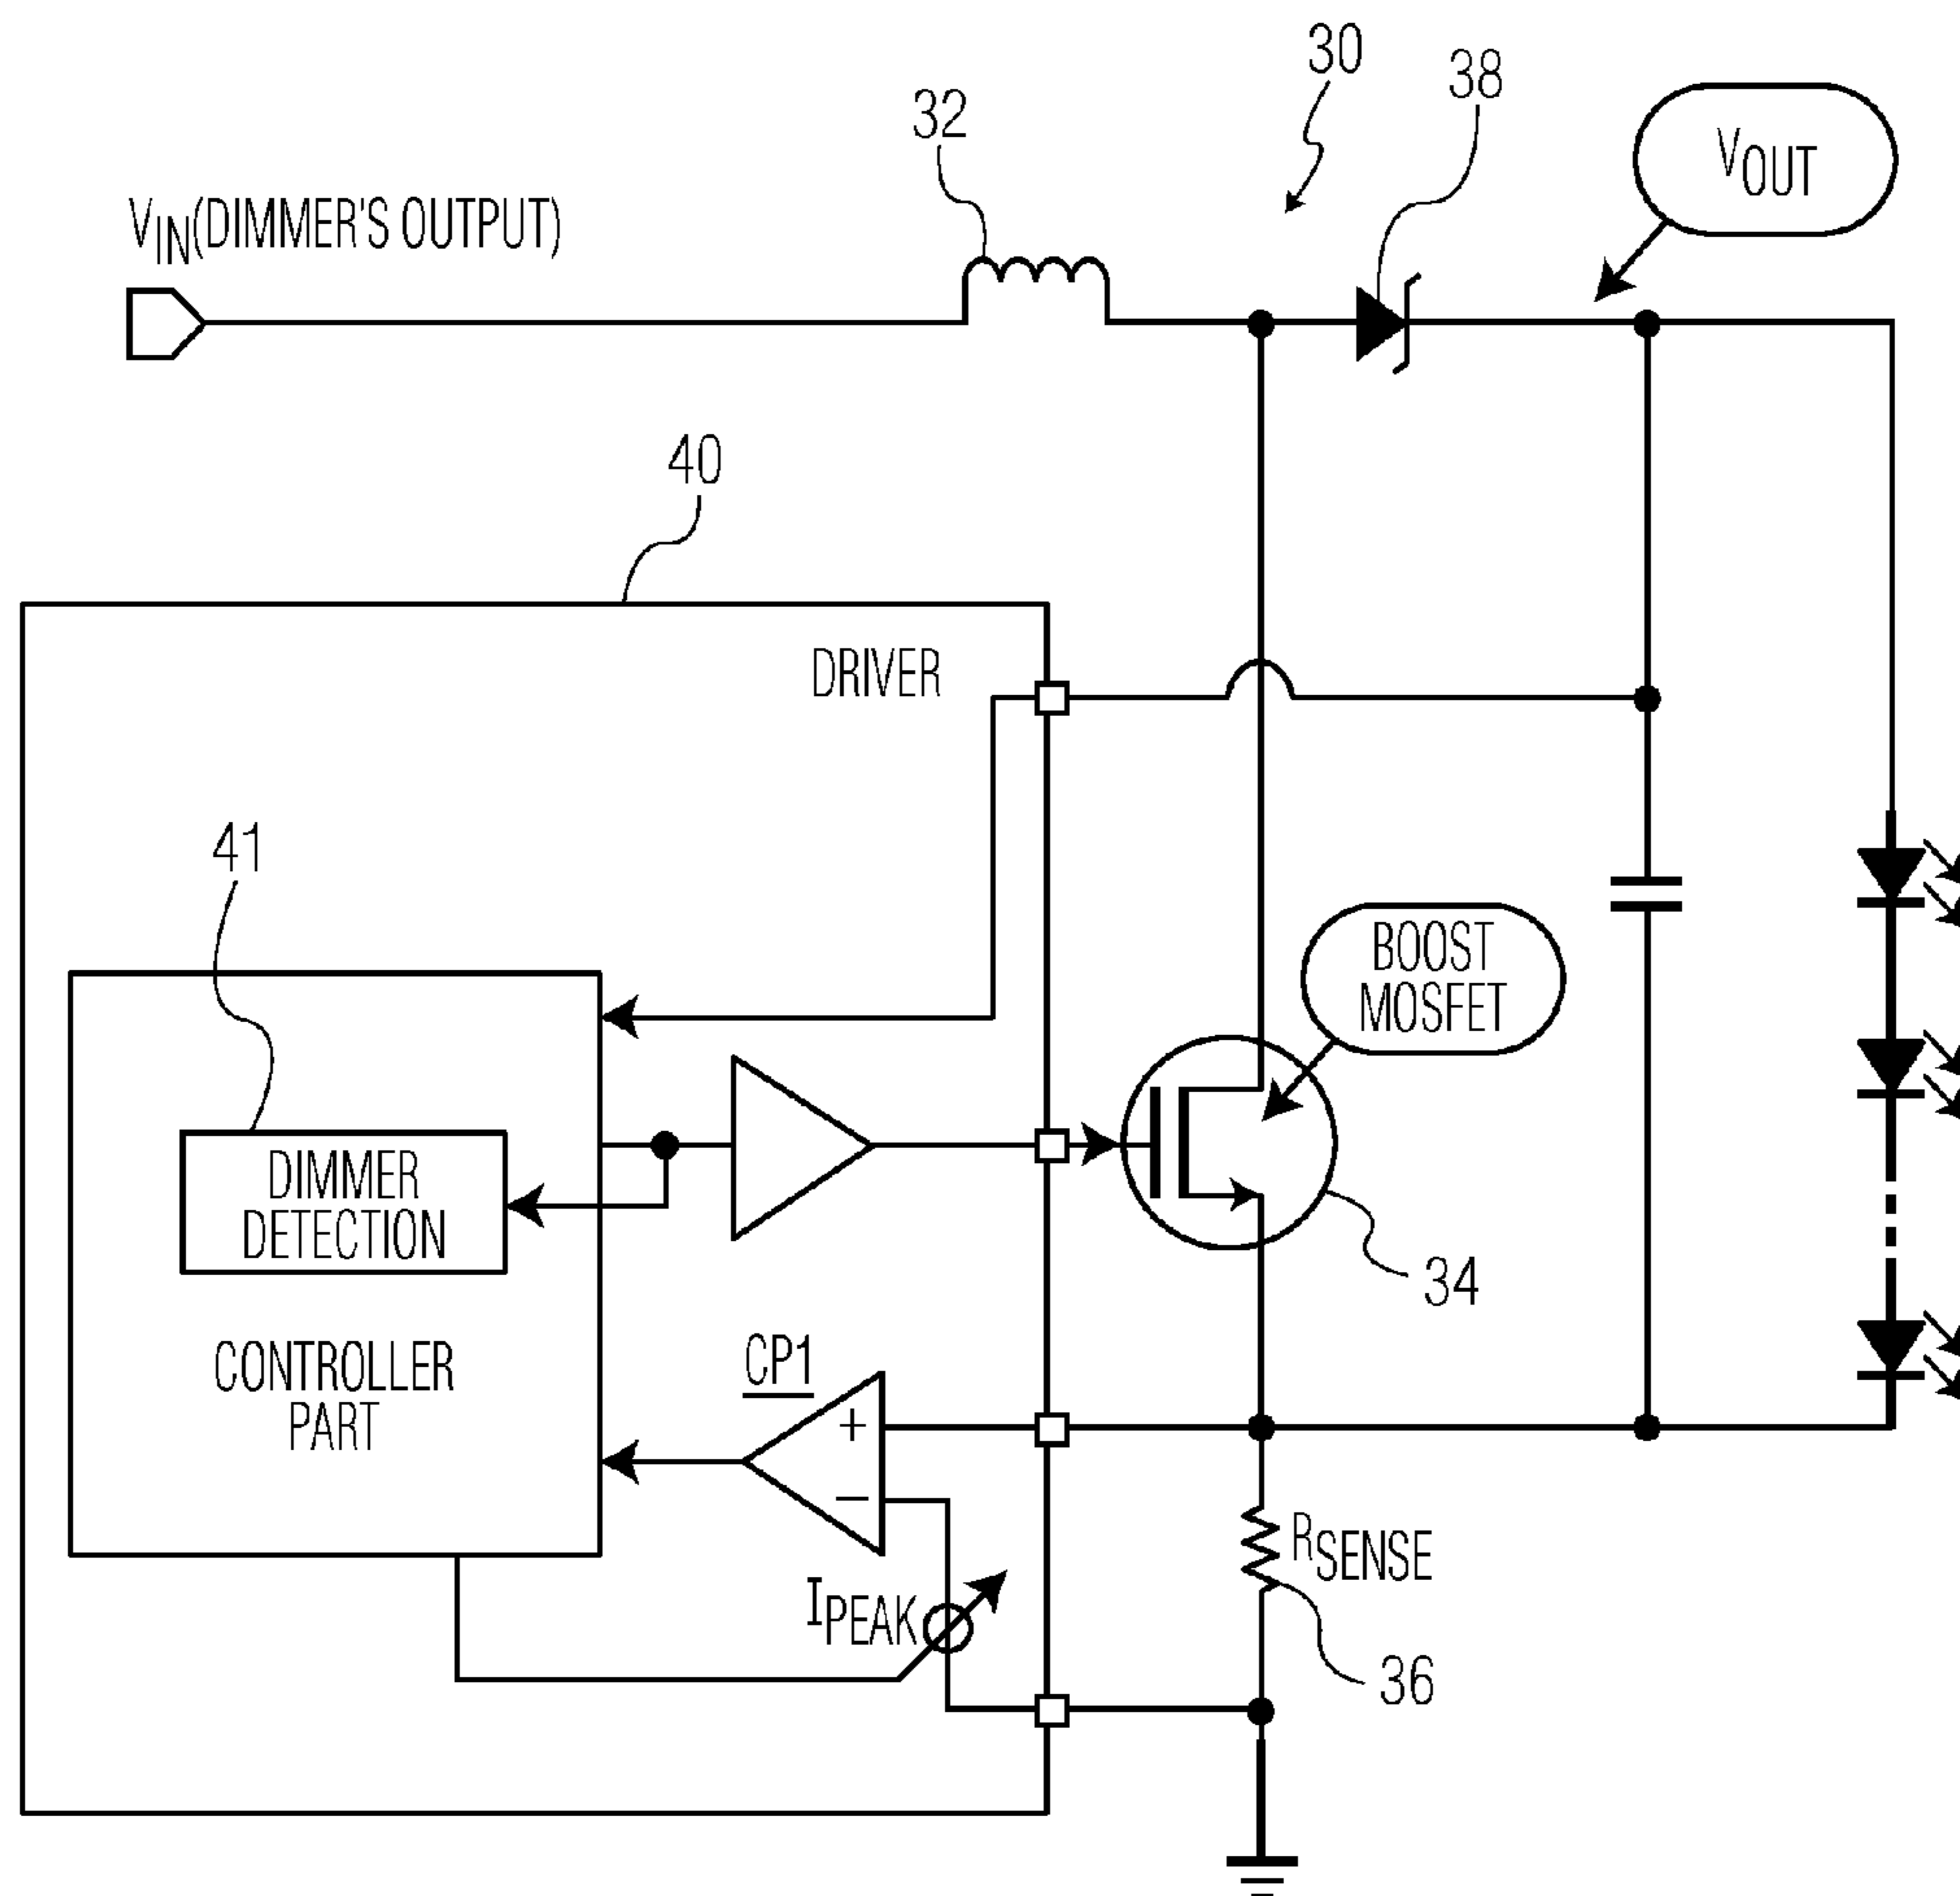 30
38
32
VOUT
VIN(DIMMER'S OUTPUT)
40
DRIVER
41
BOOST
MOSFET
DIMMER
DETECTION
34
CP1
CONTROLLER
PART
+
−
RSENSE
IPEAK
36